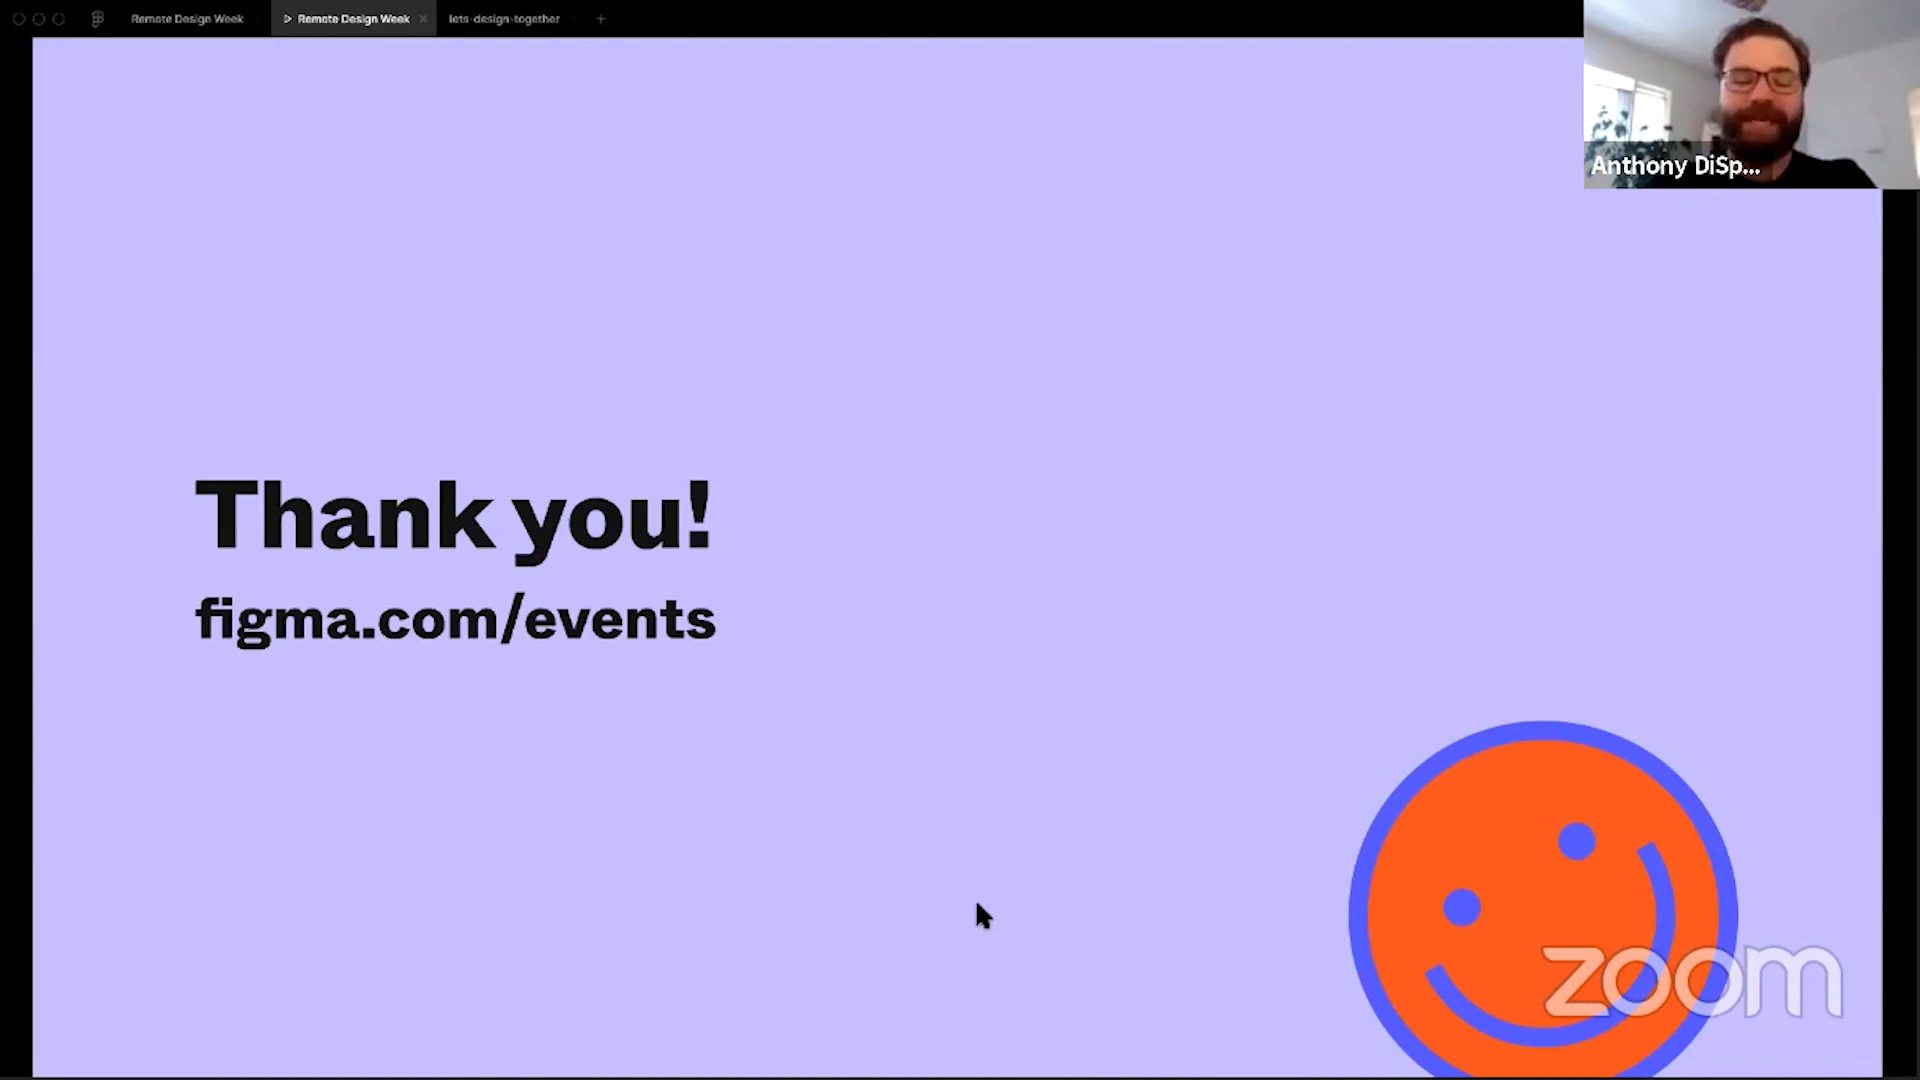 Remote Design Week
Remote Design Week
lets-design-together
Anthony DiSp...
Thank you!
figma.com/events
zoom